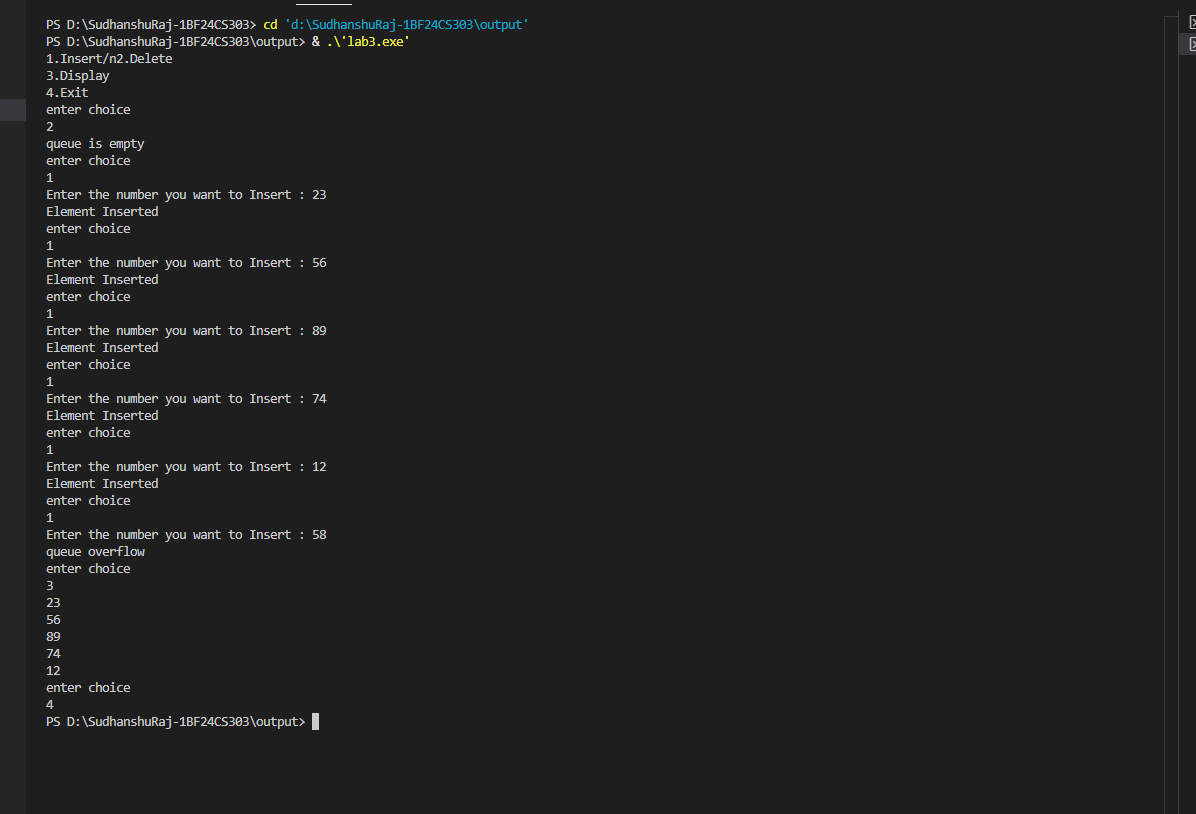 PS D:\SudhanshuRaj-1BF24CS303> cd 'd:\SudhanshuRaj-1BF24CS303\output'
PS D:\SudhanshuRaj-1BF24CS303\output> & .\'lab3.exe'
1.Insert/n2.Delete
3.Display
4.Exit
enter choice
2
queue is empty
enter choice
1
Enter the number you want to Insert : 23
Element Inserted
enter choice
1
Enter the number you want to Insert : 56
Element Inserted
enter choice
1
Enter the number you want to Insert : 89
Element Inserted
enter choice
1
Enter the number you want to Insert : 74
Element Inserted
enter choice
1
Enter the number you want to Insert : 12
Element Inserted
enter choice
1
Enter the number you want to Insert : 58
queue overflow
enter choice
3
23
56
89
74
12
enter choice
4
PS D:\SudhanshuRaj-1BF24CS303\output>